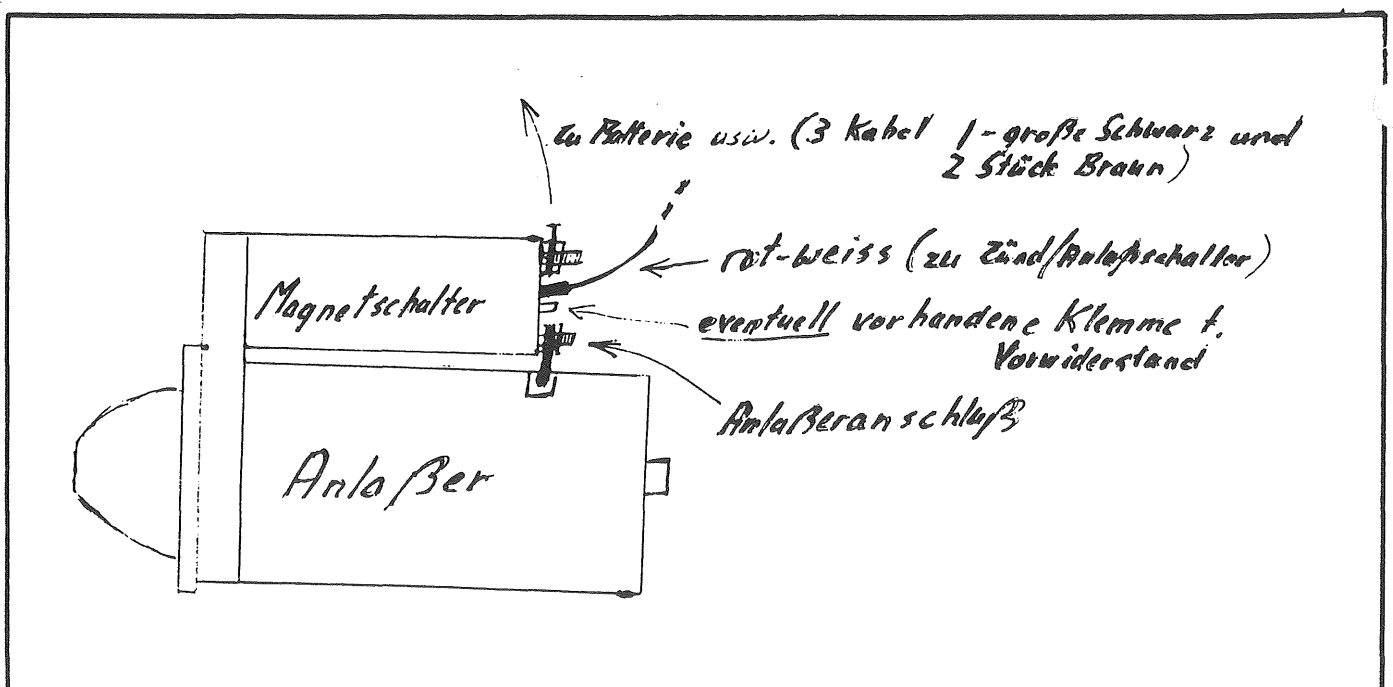 zu Batterie usw. (3 Kabel 1-große Schwarz und
2 Stück Braun)
rot-weiss (zu Zünd/Anlaßschalter)
Magnetschalter
eventuell vorhandene Klemme f.
Vorwiderstand
Anlaßeranschluß
Anlaßer